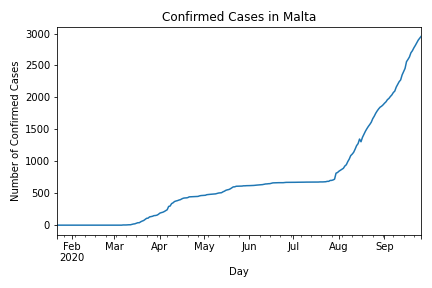 Confirmed Cases in Malta
Number of Confirmed Cases
3000
2500
2000
1500
1000
500
0
Feb Mar Apr May Jun Jul Aug Sep
2020
Day